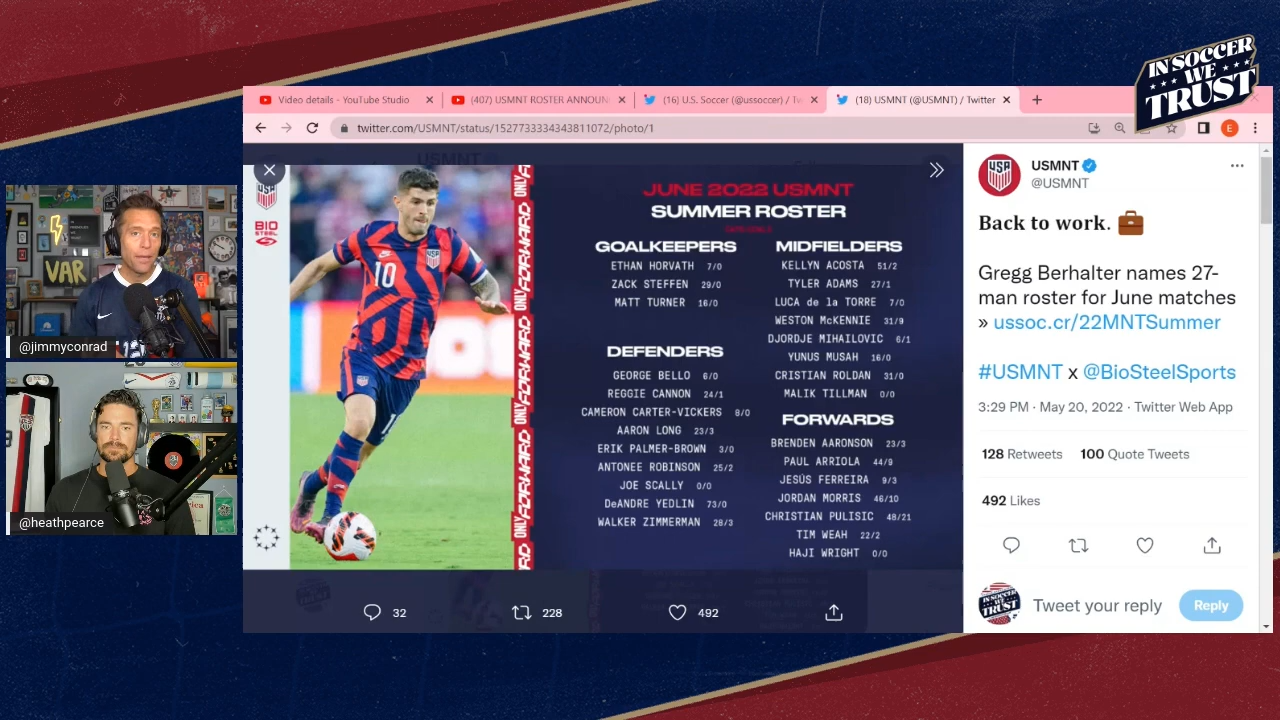 IN SOCCER
WE
TRUST
Video details - YouTube Studio
(407) USMNT ROSTER ANNOUN
(16) U.S. Soccer (@ussoccer) / Tw
(18) USMNT (@USMNT) / Twitter
twitter.com/USMNT/status/1527733334343811072/photo/1
E
USA
BIO
STEEL
10
ONLY FORWARD
JUNE 2022 USMNT
SUMMER ROSTER
GOALKEEPERS
ETHAN HORVATH 7/0
ZACK STEFFEN 29/0
MATT TURNER 16/0
DEFENDERS
GEORGE BELLO 6/0
REGGIE CANNON 24/1
CAMERON CARTER-VICKERS 8/0
AARON LONG 23/3
ERIK PALMER-BROWN 3/0
ANTONEE ROBINSON 25/2
JOE SCALLY 0/0
DeANDRE YEDLIN 73/0
WALKER ZIMMERMAN 28/3
MIDFIELDERS
KELLYN ACOSTA 51/2
TYLER ADAMS 27/1
LUCA de la TORRE 7/0
WESTON McKENNIE 31/9
DJORDJE MIHAILOVIC 6/1
YUNUS MUSAH 16/0
CRISTIAN ROLDAN 31/0
MALIK TILLMAN 0/0
FORWARDS
BRENDEN AARONSON 23/3
PAUL ARRIOLA 44/9
JESÚS FERREIRA 9/3
JORDAN MORRIS 46/10
CHRISTIAN PULISIC 48/21
TIM WEAH 22/2
HAJI WRIGHT 0/0
32
228
492
USA
USMNT
@USMNT
Back to work.
Gregg Berhalter names 27-
man roster for June matches
» ussoc.cr/22MNTSummer
#USMNT x @BioSteelSports
3:29 PM · May 20, 2022 · Twitter Web App
128 Retweets 100 Quote Tweets
492 Likes
IN SOCCER
WE
TRUST
Tweet your reply
Reply
VAR
@jimmyconrad
@heathpearce